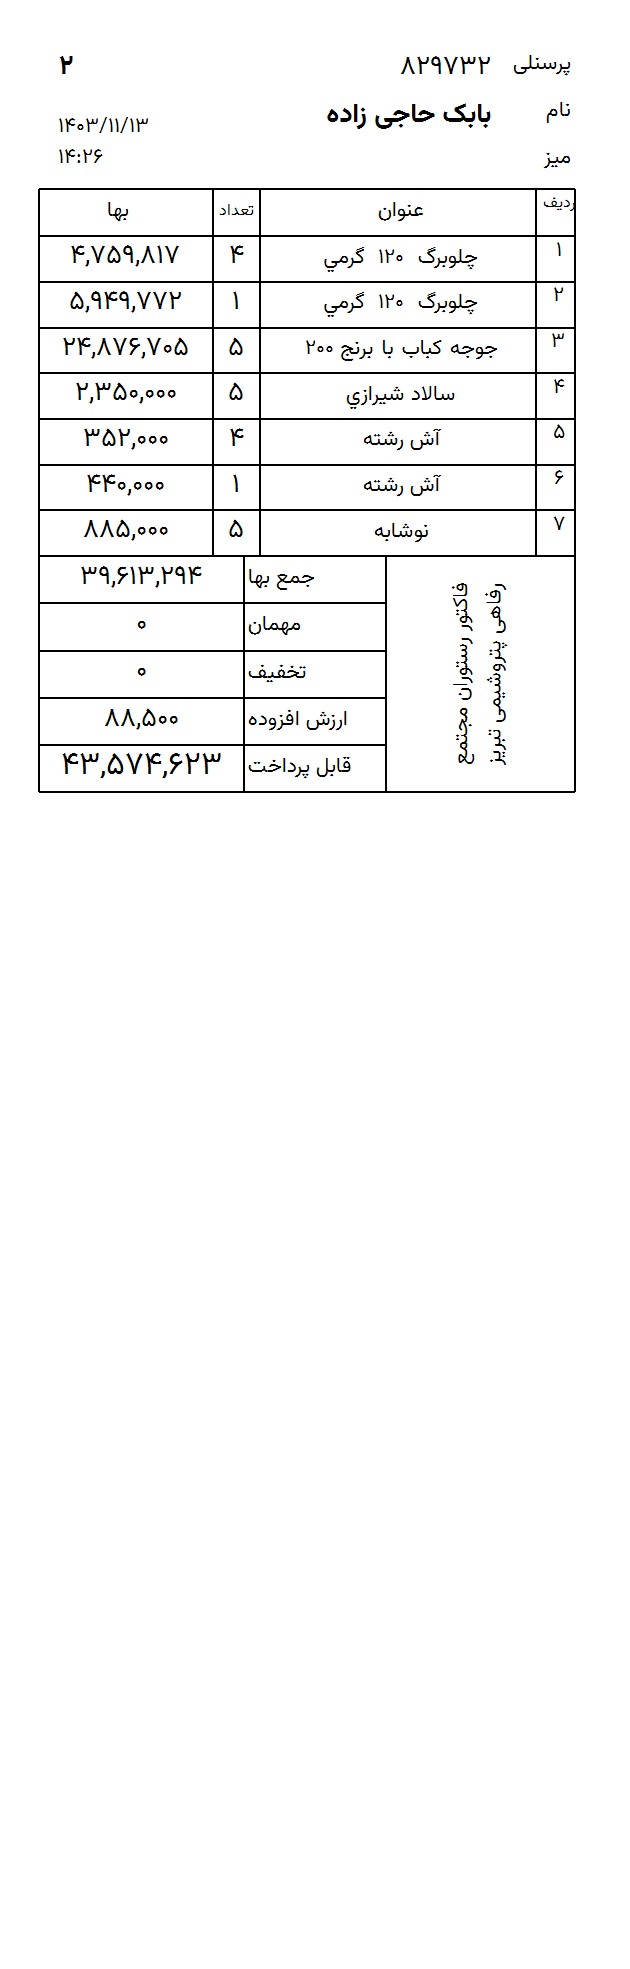 پرسنلی ۸۲۹۷۳۲ ۲
نام بابک حاجی زاده ۱۴۰۳/۱۱/۱۳
میز ۱۴:۲۶
ردیف عنوان تعداد بها
۱ چلوبرگ ۱۲۰ گرمي ۴ ۴,۷۵۹,۸۱۷
۲ چلوبرگ ۱۲۰ گرمي ۱ ۵,۹۴۹,۷۷۲
۳ جوجه کباب با برنج ۲۰۰ ۵ ۲۴,۸۷۶,۷۰۵
۴ سالاد شیرازي ۵ ۲,۳۵۰,۰۰۰
۵ آش رشته ۴ ۳۵۲,۰۰۰
۶ آش رشته ۱ ۴۴۰,۰۰۰
۷ نوشابه ۵ ۸۸۵,۰۰۰
فاکتور رستوران مجتمع
رفاهی پتروشیمی تبریز
جمع بها ۳۹,۶۱۳,۲۹۴
مهمان ۰
تخفیف ۰
ارزش افزوده ۸۸,۵۰۰
قابل پرداخت ۴۳,۵۷۴,۶۲۳